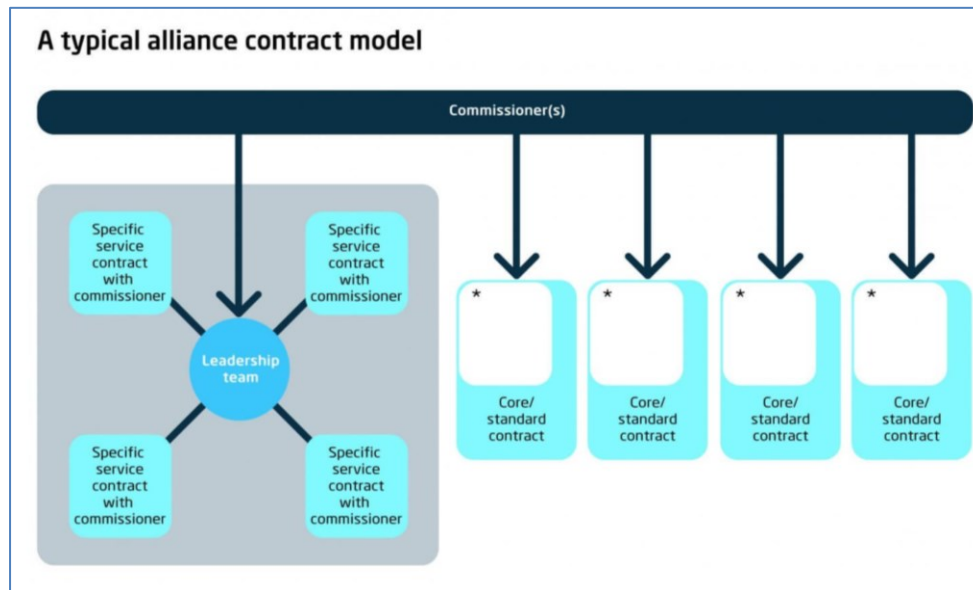 A typical alliance contract model
Commissioner(s)
Specific
service
contract
with
commissioner
Specific
service
contract
with
commissioner
Leadership
team
Specific
service
contract
with
commissioner
Specific
service
contract
with
commissioner
*
Core/
standard
contract
*
Core/
standard
contract
*
Core/
standard
contract
*
Core/
standard
contract